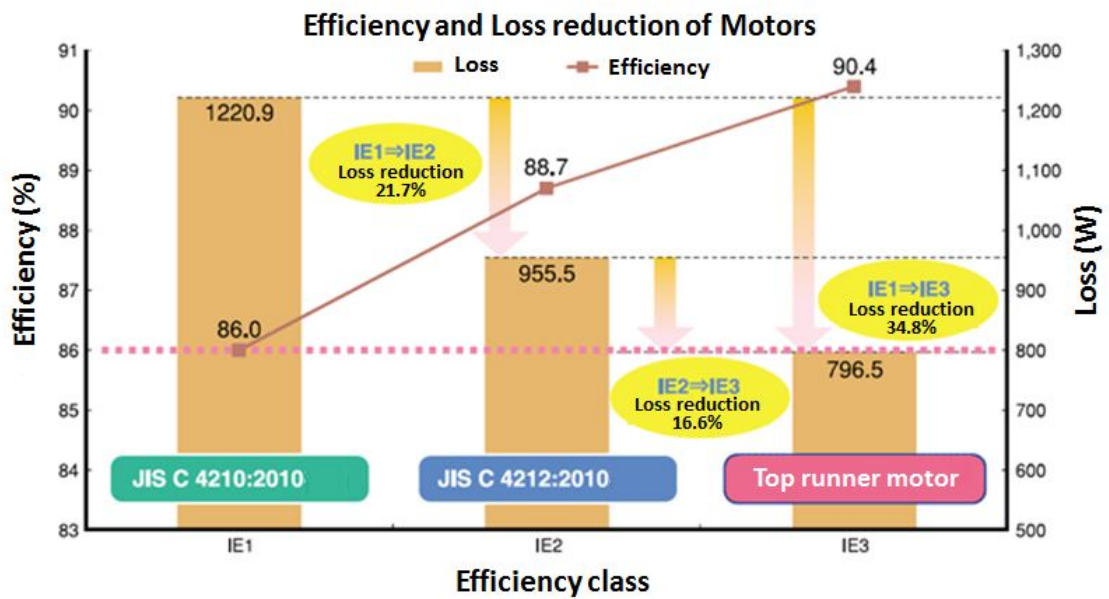 Efficiency and Loss reduction of Motors
Loss
Efficiency
Efficiency (%)
91
90
89
88
87
86
85
84
83
1,300
1,200
1,100
1,000
900
800
700
600
500
Loss (W)
1220.9
86.0
IE1⇒IE2
Loss reduction
21.7%
88.7
955.5
90.4
IE1⇒IE3
Loss reduction
34.8%
IE2⇒IE3
Loss reduction
16.6%
796.5
JIS C 4210:2010
JIS C 4212:2010
Top runner motor
IE1
IE2
IE3
Efficiency class